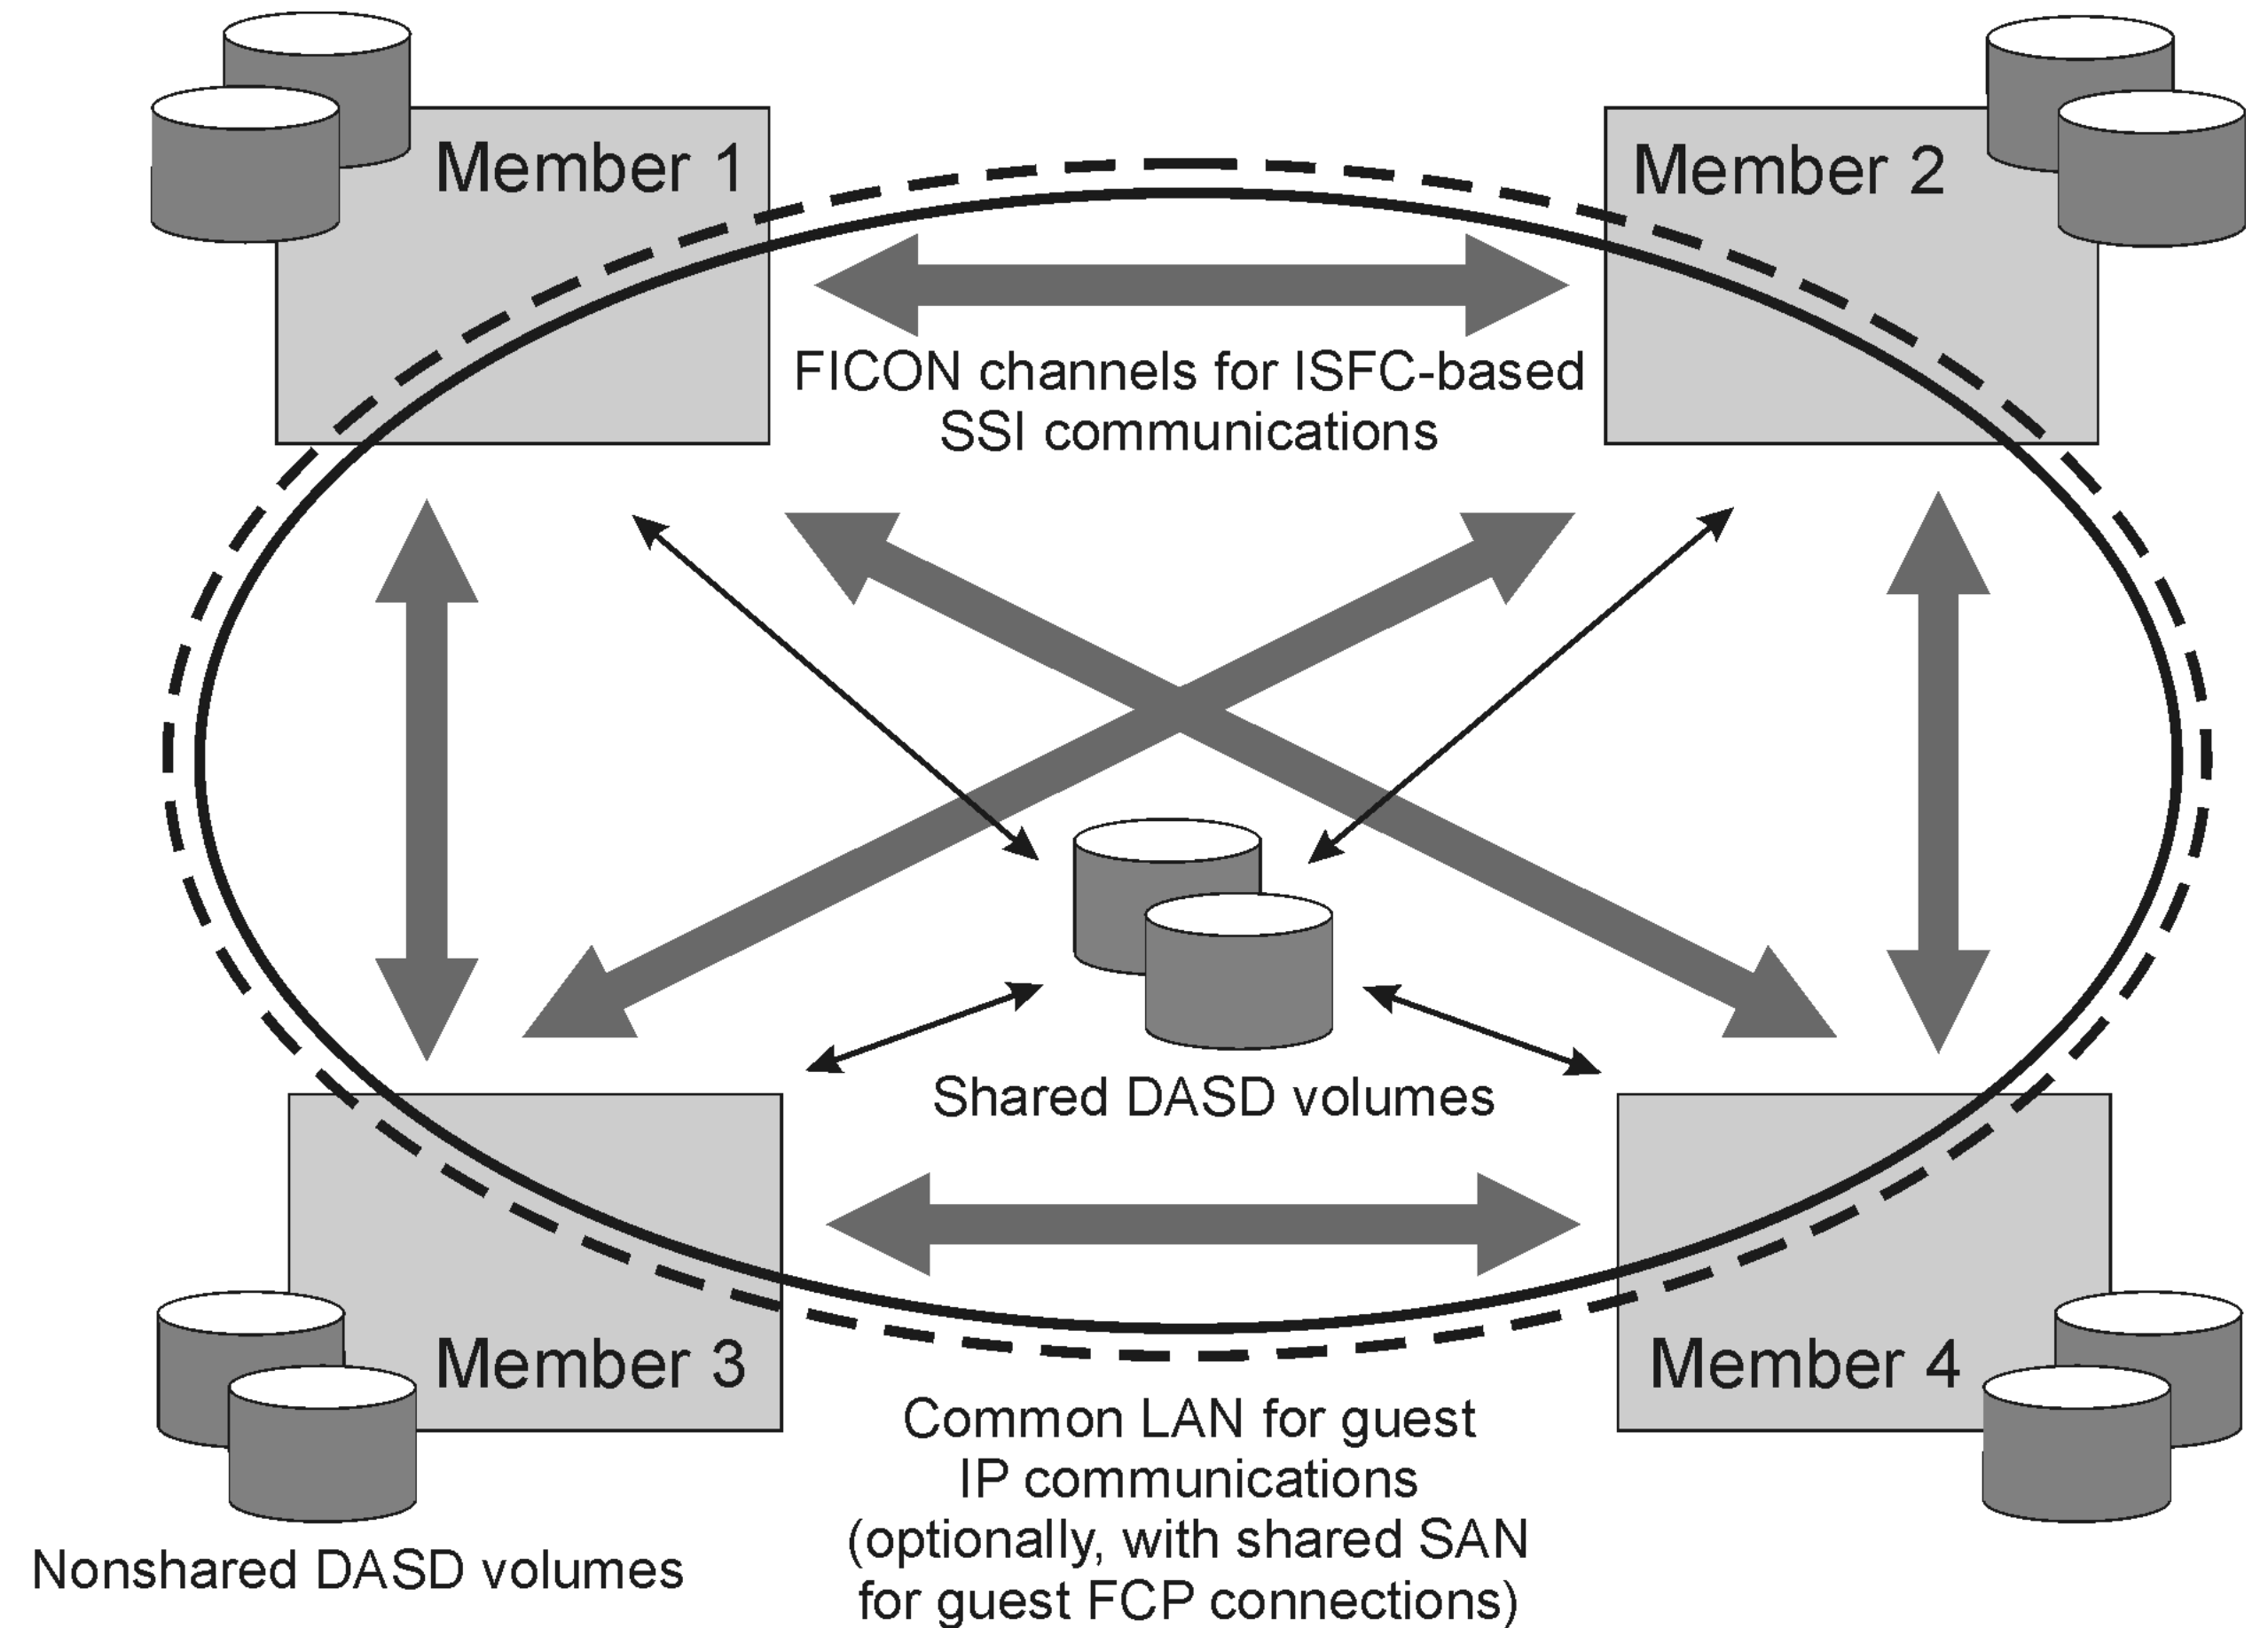 Member 1
Member 2
FICON channels for ISFC-based
SSI communications
Shared DASD volumes
Member 3
Member 4
Common LAN for guest
IP communications
(optionally, with shared SAN
for guest FCP connections)
Nonshared DASD volumes